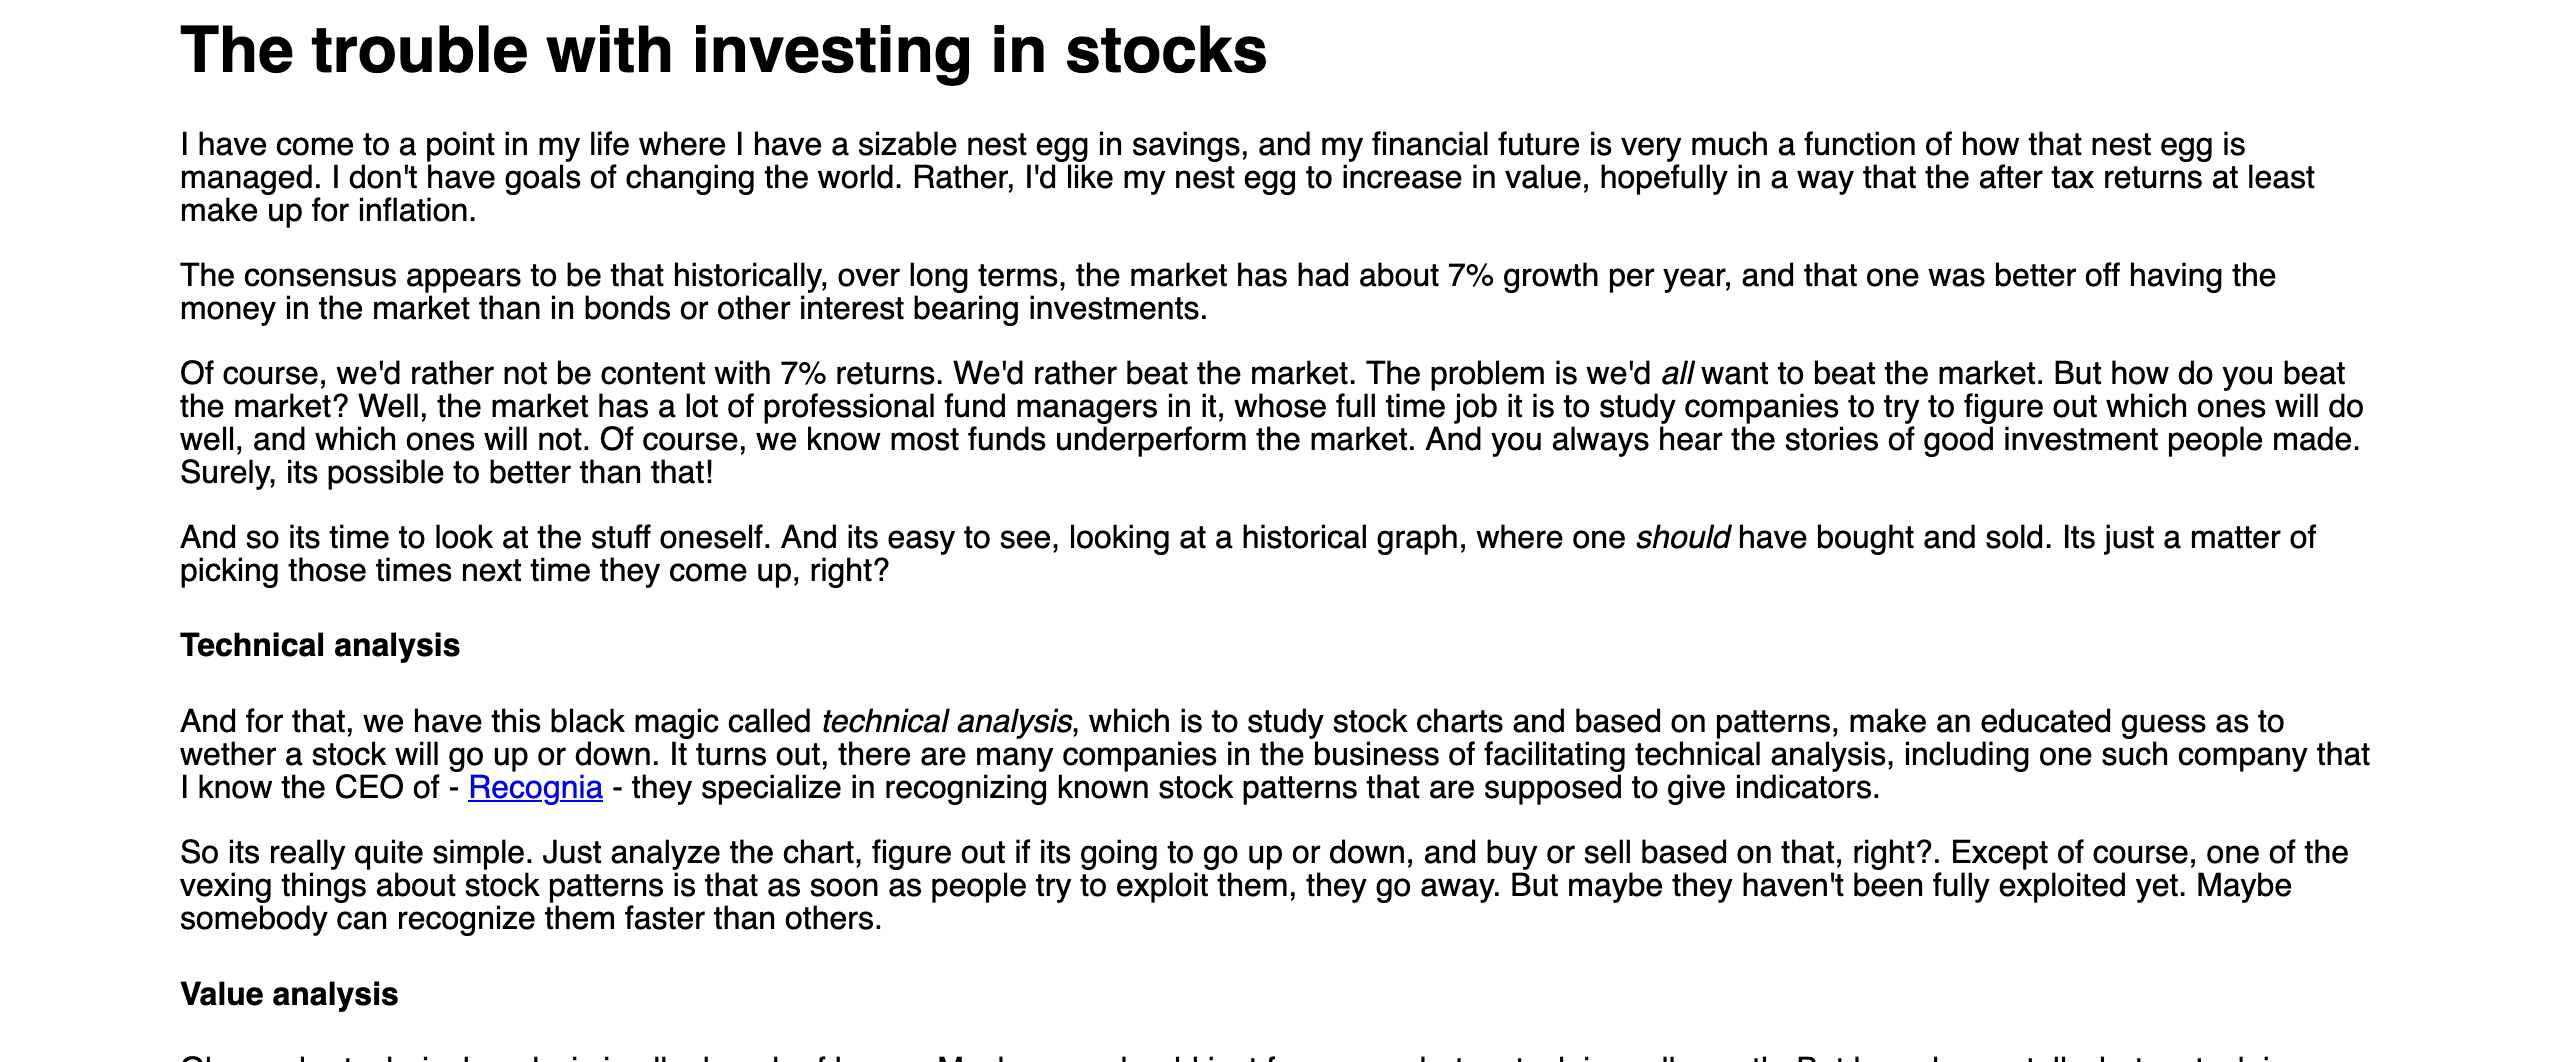 The trouble with investing in stocks
I have come to a point in my life where I have a sizable nest egg in savings, and my financial future is very much a function of how that nest egg is
managed. I don't have goals of changing the world. Rather, I'd like my nest egg to increase in value, hopefully in a way that the after tax returns at least
make up for inflation.
The consensus appears to be that historically, over long terms, the market has had about 7% growth per year, and that one was better off having the
money in the market than in bonds or other interest bearing investments.
Of course, we'd rather not be content with 7% returns. We'd rather beat the market. The problem is we'd all want to beat the market. But how do you beat
the market? Well, the market has a lot of professional fund managers in it, whose full time job it is to study companies to try to figure out which ones will do
well, and which ones will not. Of course, we know most funds underperform the market. And you always hear the stories of good investment people made.
Surely, its possible to better than that!
And so its time to look at the stuff oneself. And its easy to see, looking at a historical graph, where one should have bought and sold. Its just a matter of
picking those times next time they come up, right?
Technical analysis
And for that, we have this black magic called technical analysis, which is to study stock charts and based on patterns, make an educated guess as to
wether a stock will go up or down. It turns out, there are many companies in the business of facilitating technical analysis, including one such company that
I know the CEO of - Recognia - they specialize in recognizing known stock patterns that are supposed to give indicators.
So its really quite simple. Just analyze the chart, figure out if its going to go up or down, and buy or sell based on that, right?. Except of course, one of the
vexing things about stock patterns is that as soon as people try to exploit them, they go away. But maybe they haven't been fully exploited yet. Maybe
somebody can recognize them faster than others.
Value analysis